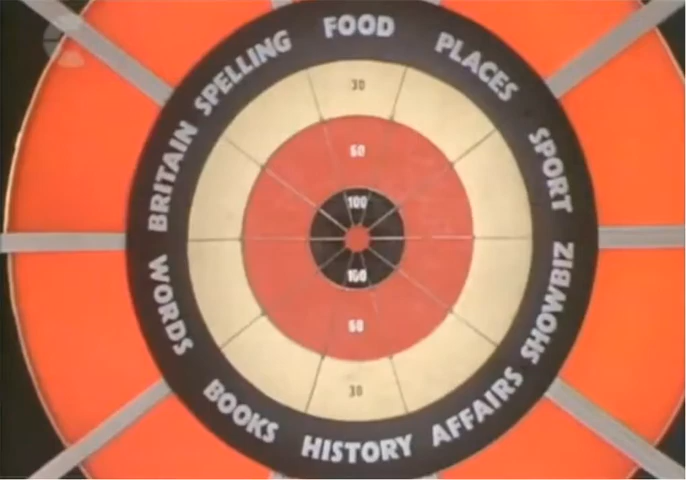 FOOD
PLACES
SPORT
SHOWBIZ
AFFAIRS
HISTORY
BOOKS
WORDS
BRITAIN
SPELLING
30
60
100
100
60
30